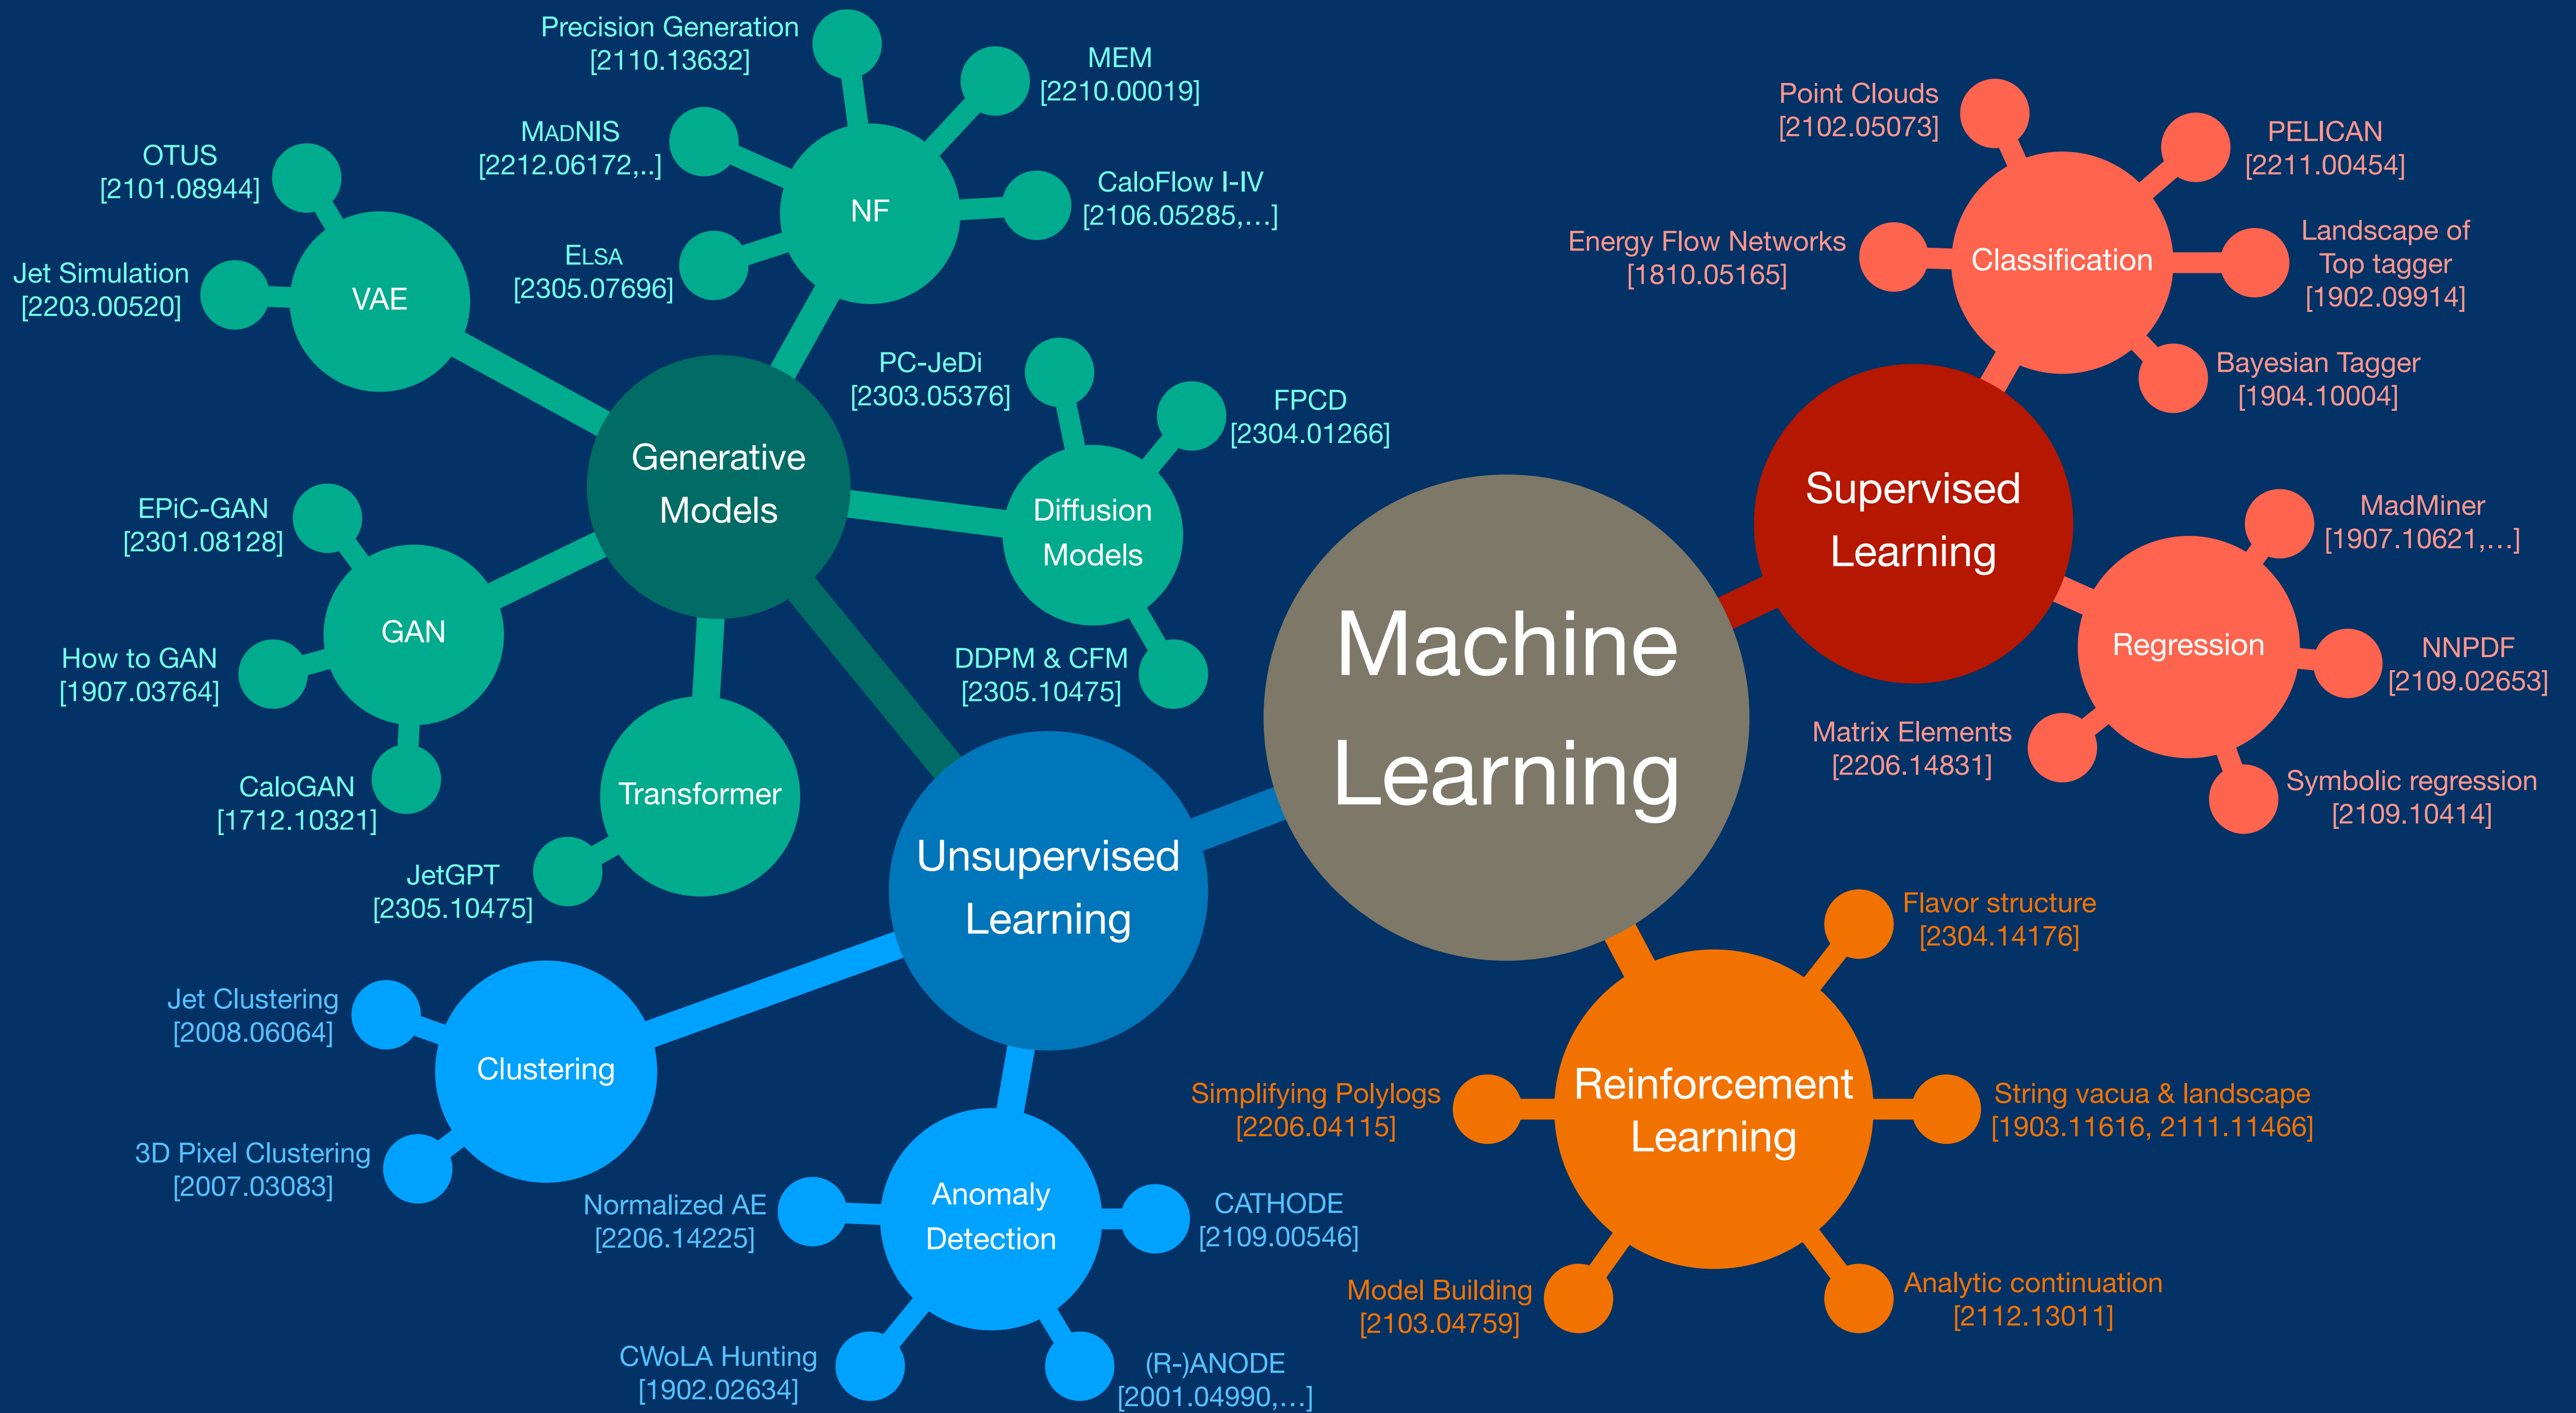 Machine
Learning
Supervised
Learning
Classification
Point Clouds
[2102.05073]
PELICAN
[2211.00454]
Energy Flow Networks
[1810.05165]
Landscape of
Top tagger
[1902.09914]
Bayesian Tagger
[1904.10004]
Regression
MadMiner
[1907.10621,...]
NNPDF
[2109.02653]
Matrix Elements
[2206.14831]
Symbolic regression
[2109.10414]
Reinforcement
Learning
Flavor structure
[2304.14176]
Simplifying Polylogs
[2206.04115]
String vacua & landscape
[1903.11616, 2111.11466]
Model Building
[2103.04759]
Analytic continuation
[2112.13011]
Unsupervised
Learning
Generative
Models
NF
Precision Generation
[2110.13632]
MEM
[2210.00019]
MADNIS
[2212.06172,..]
CaloFlow I-IV
[2106.05285,...]
ELSA
[2305.07696]
VAE
OTUS
[2101.08944]
Jet Simulation
[2203.00520]
Diffusion
Models
PC-JeDi
[2303.05376]
FPCD
[2304.01266]
DDPM & CFM
[2305.10475]
GAN
EPiC-GAN
[2301.08128]
How to GAN
[1907.03764]
CaloGAN
[1712.10321]
Transformer
JetGPT
[2305.10475]
Clustering
Jet Clustering
[2008.06064]
3D Pixel Clustering
[2007.03083]
Anomaly
Detection
Normalized AE
[2206.14225]
CATHODE
[2109.00546]
CWoLA Hunting
[1902.02634]
(R-)ANODE
[2001.04990,...]